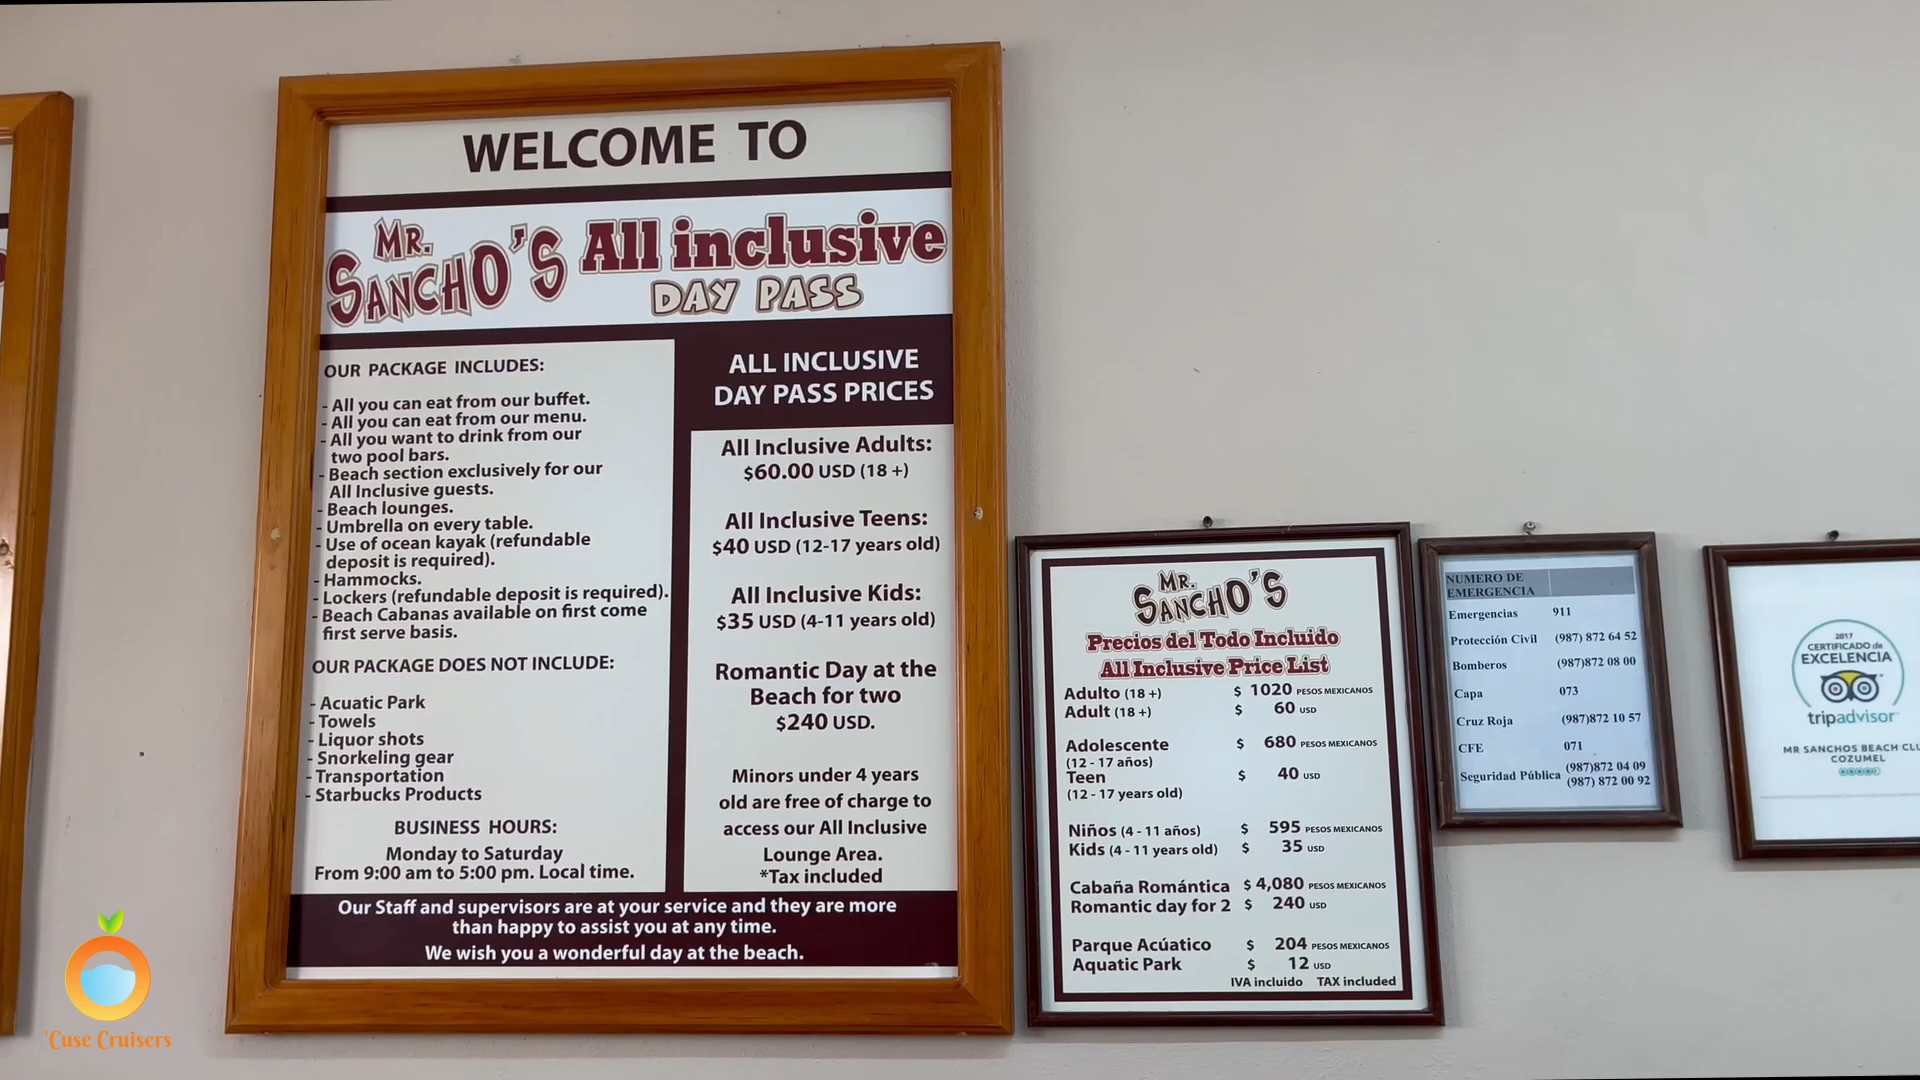 WELCOME TO
MR.
SANCHO'S
All inclusive
DAY PASS
OUR PACKAGE INCLUDES:
- All you can eat from our buffet.
- All you can eat from our menu.
- All you want to drink from our
two pool bars.
- Beach section exclusively for our
All Inclusive guests.
- Beach lounges.
- Umbrella on every table.
- Use of ocean kayak (refundable
deposit is required).
- Hammocks.
- Lockers (refundable deposit is required).
- Beach Cabanas available on first come
first serve basis.
OUR PACKAGE DOES NOT INCLUDE:
- Acuatic Park
- Towels
- Liquor shots
- Snorkeling gear
- Transportation
- Starbucks Products
BUSINESS HOURS:
Monday to Saturday
From 9:00 am to 5:00 pm. Local time.
ALL INCLUSIVE
DAY PASS PRICES
All Inclusive Adults:
$60.00 USD (18 +)
All Inclusive Teens:
$40 USD (12-17 years old)
All Inclusive Kids:
$35 USD (4-11 years old)
Romantic Day at the
Beach for two
$240 USD.
Minors under 4 years
old are free of charge to
access our All Inclusive
Lounge Area.
*Tax included
Our Staff and supervisors are at your service and they are more
than happy to assist you at any time.
We wish you a wonderful day at the beach.
MR.
SANCHO'S
Precios del Todo Incluido
All Inclusive Price List
Adulto (18 +) $ 1020 PESOS MEXICANOS
Adult (18 +) $ 60 USD
Adolescente $ 680 PESOS MEXICANOS
(12 - 17 años)
Teen $ 40 USD
(12 - 17 years old)
Niños (4 - 11 años) $ 595 PESOS MEXICANOS
Kids (4 - 11 years old) $ 35 USD
Cabaña Romántica $ 4,080 PESOS MEXICANOS
Romantic day for 2 $ 240 USD
Parque Acúatico $ 204 PESOS MEXICANOS
Aquatic Park $ 12 USD
IVA incluido TAX included
NUMERO DE
EMERGENCIA
Emergencias 911
Protección Civil (987) 872 64 52
Bomberos (987)872 08 00
Capa 073
Cruz Roja (987)872 10 57
CFE 071
Seguridad Pública (987)872 04 09
(987) 872 00 92
2017
CERTIFICADO de
EXCELENCIA
tripadvisor
MR SANCHOS BEACH CLU
COZUMEL
'Cuse Cruisers